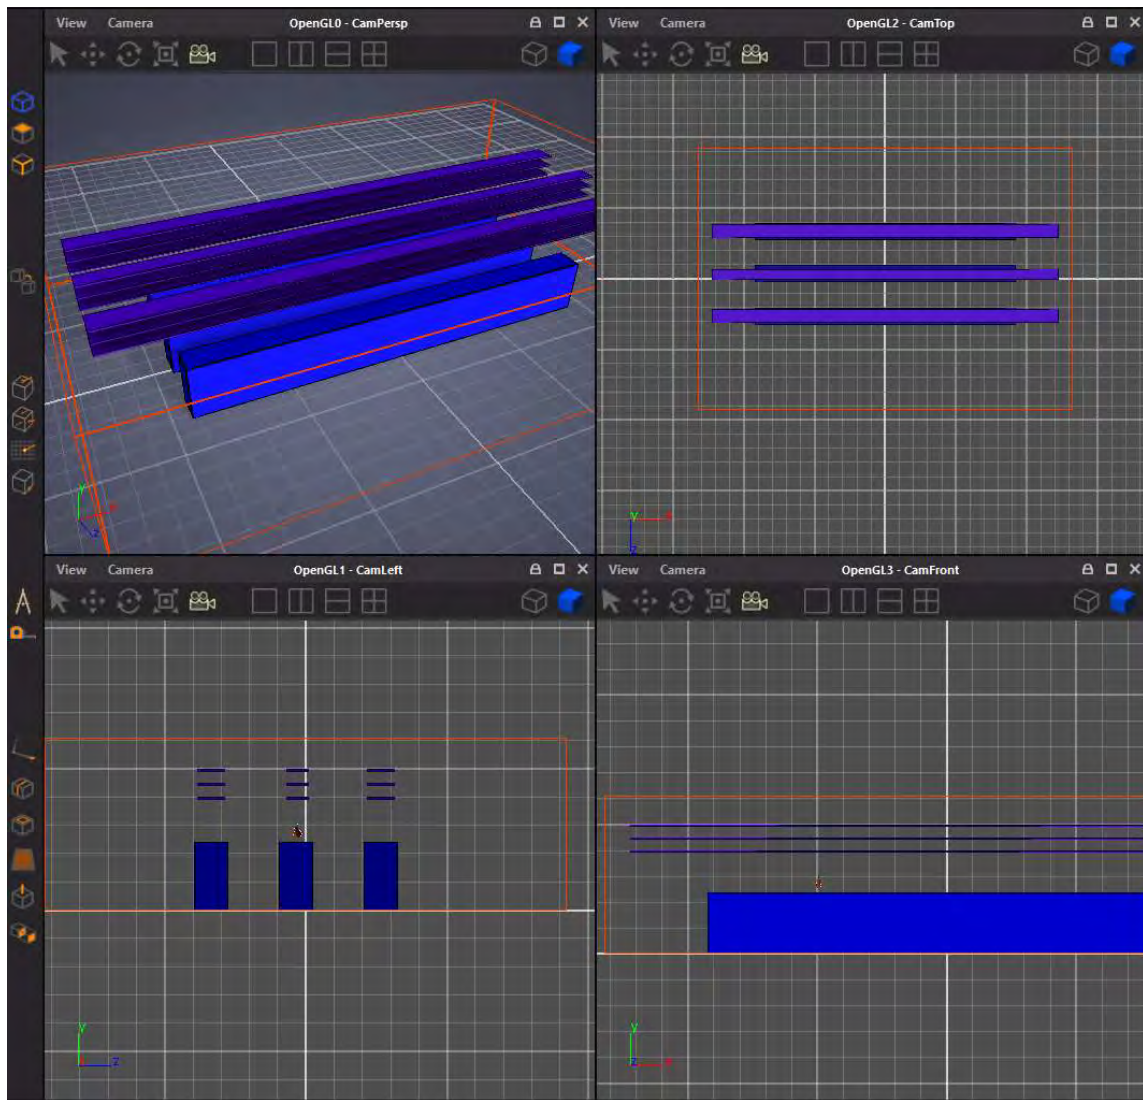 View Camera OpenGL0 - CamPersp
View Camera OpenGL2 - CamTop
y
x
z
y
x
z
View Camera OpenGL1 - CamLeft
View Camera OpenGL3 - CamFront
y
x
z
y
z
x